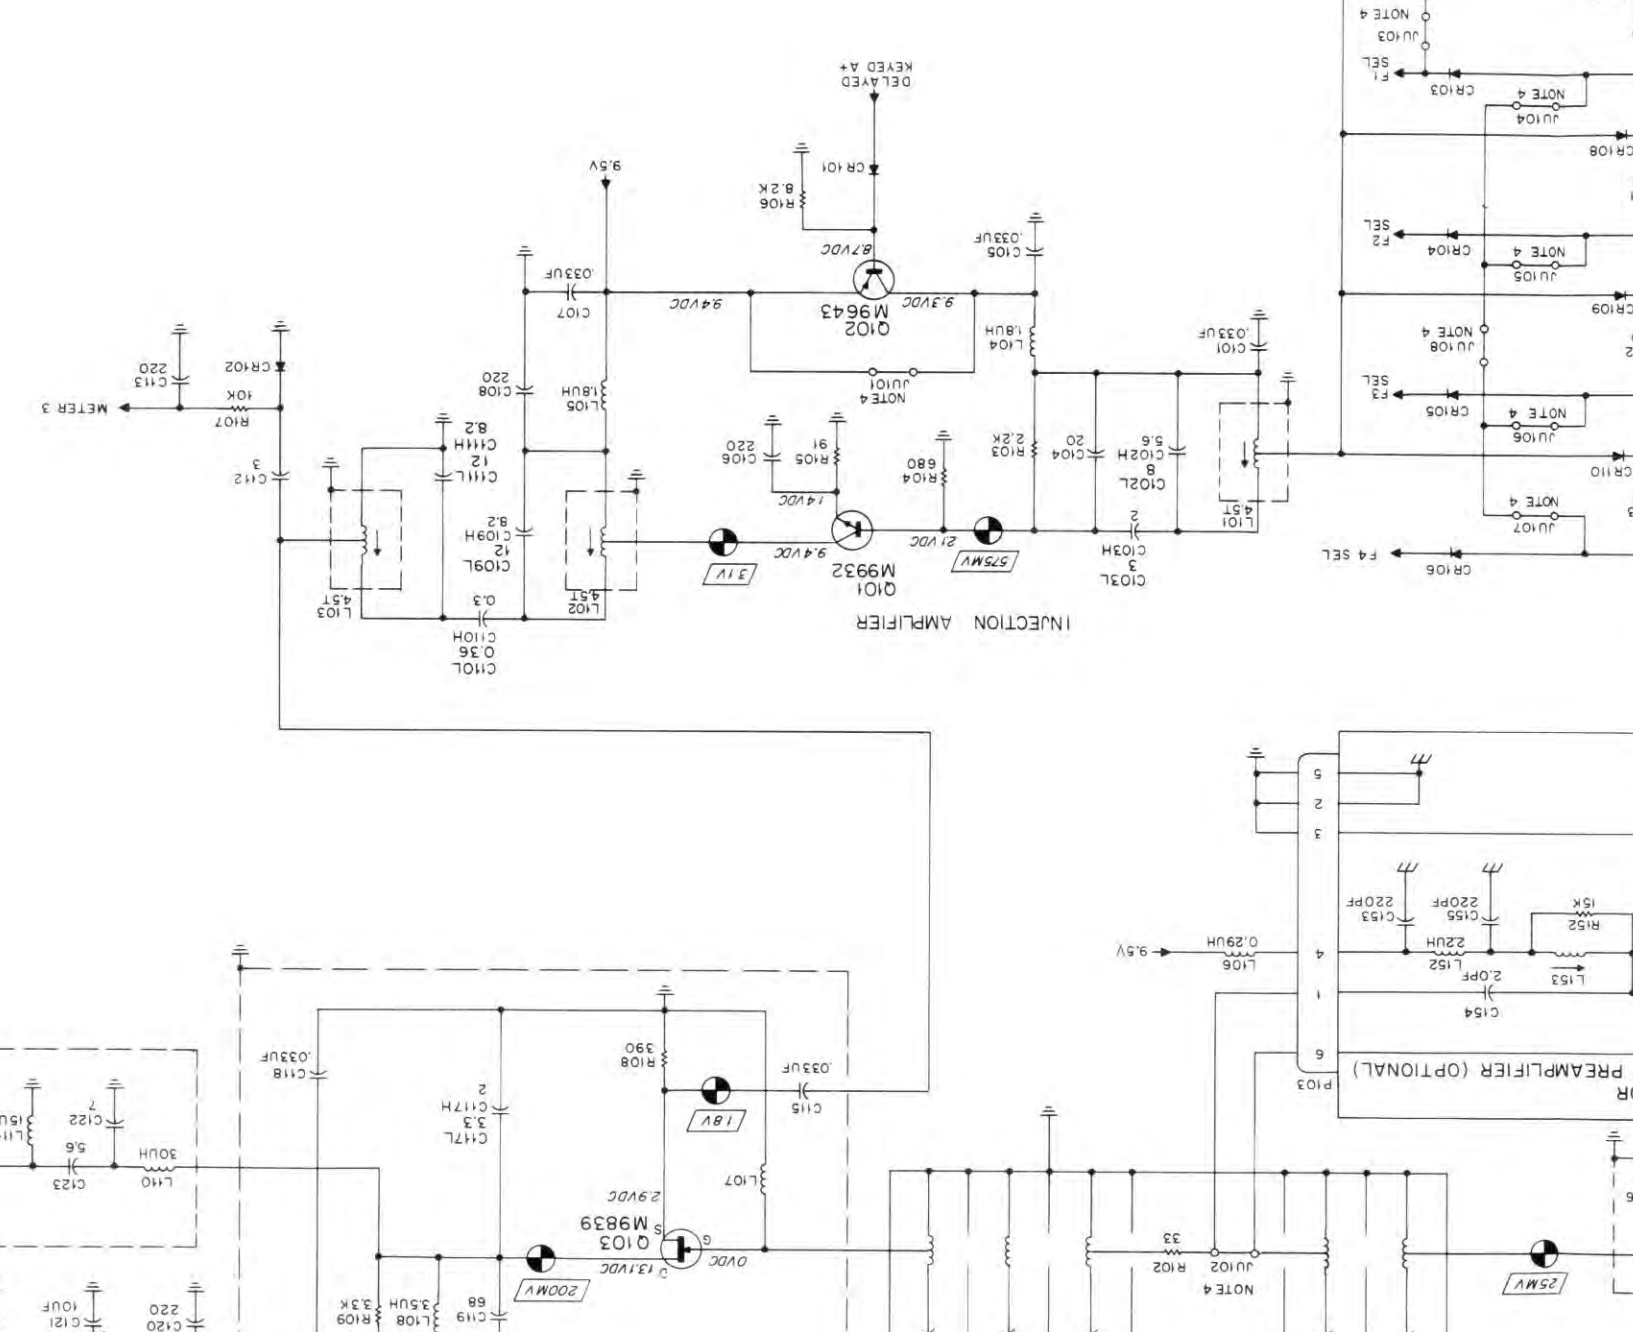 C120
220
C121
10UF
C119
68
L108
3.5UH
R109
3.3K
200MV
25MV
NOTE 4
JU102
R102
33
13.1VDC
D
G
S
0VDC
Q103
M9839
2.9VDC
L107
L110
30UH
C123
5.6
C122
7
C117L
3.3
C117H
2
18V
C115
.033UF
R108
390
C118
.033UF
P103
PREAMPLIFIER (OPTIONAL)
6
1
4
3
2
5
C154
2.0PF
L153
L152
2.2UH
R152
15K
C155
220PF
C153
220PF
L106
0.29UH
9.5V
INJECTION AMPLIFIER
C110L
0.36
C110H
0.3
L103
4.5T
L102
4.5T
Q101
M9932
3.1V
575MV
9.4VDC
2.1VDC
1.4VDC
C103L
3
C103H
2
L101
4.5T
C109L
12
C109H
8.2
C111L
12
C111H
8.2
C112
3
R107
10K
METER 3
C113
220
CR102
C108
220
L105
1.8UH
C107
.033UF
9.5V
C106
220
R105
91
R104
680
R103
2.2K
C104
20
C102L
8
C102H
5.6
C101
.033UF
L104
1.8UH
C105
.033UF
NOTE 4
JU101
Q102
M9643
9.4VDC
9.3VDC
8.7VDC
R106
8.2K
CR101
DELAYED
KEYED A+
CR106
F4 SEL
JU107
NOTE 4
CR110
JU106
NOTE 4
CR105
F3
SEL
JU108
NOTE 4
CR109
JU105
NOTE 4
CR104
F2
SEL
CR108
JU104
NOTE 4
CR103
F1
SEL
JU103
NOTE 4